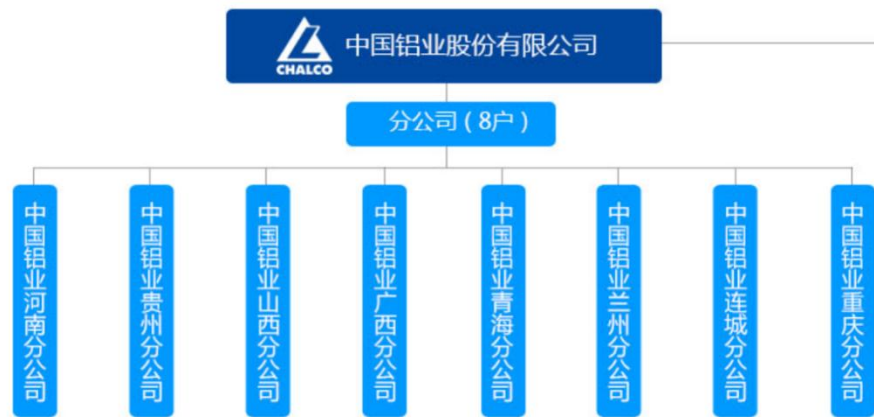 中国铝业股份有限公司
CHALCO
分公司（8户）
中国铝业河南分公司
中国铝业贵州分公司
中国铝业山西分公司
中国铝业广西分公司
中国铝业青海分公司
中国铝业兰州分公司
中国铝业连城分公司
中国铝业重庆分公司